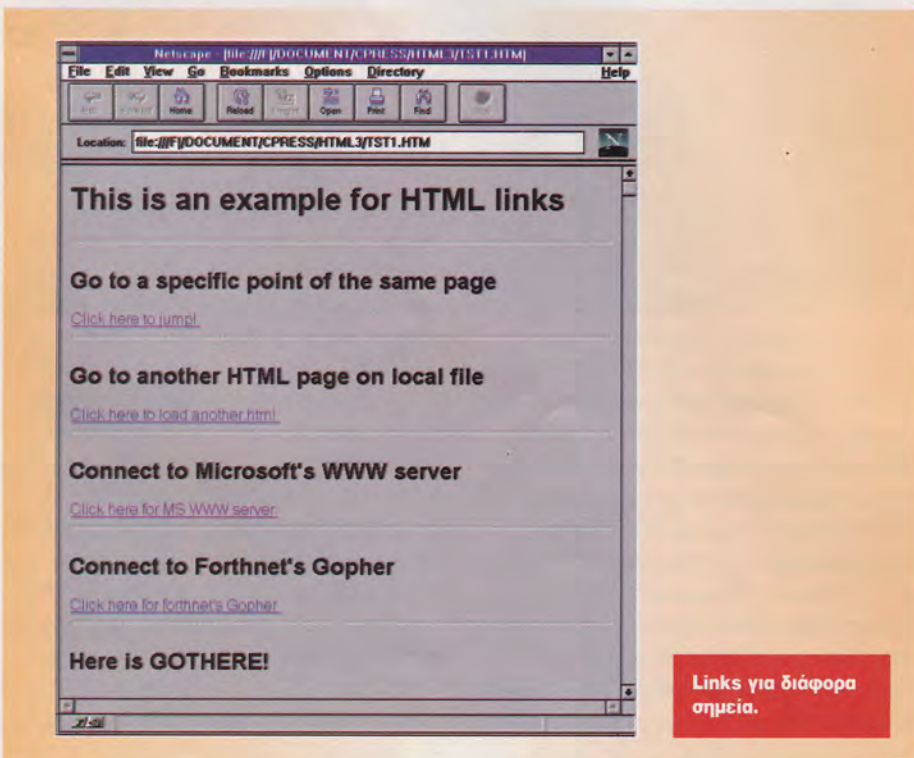 Netscape - [file:///F|/DOCUMENT/CPRESS/HTML3/TST1.HTM]
File Edit View Go Bookmarks Options Directory Help
Home Reload Open Print Find
Location: file:///F|/DOCUMENT/CPRESS/HTML3/TST1.HTM
This is an example for HTML links
Go to a specific point of the same page
Click here to jump!
Go to another HTML page on local file
Click here to load another html
Connect to Microsoft's WWW server
Click here for MS WWW server
Connect to Forthnet's Gopher
Click here for forthnet's Gopher
Here is GOTHERE!
Links για διάφορα
σημεία.